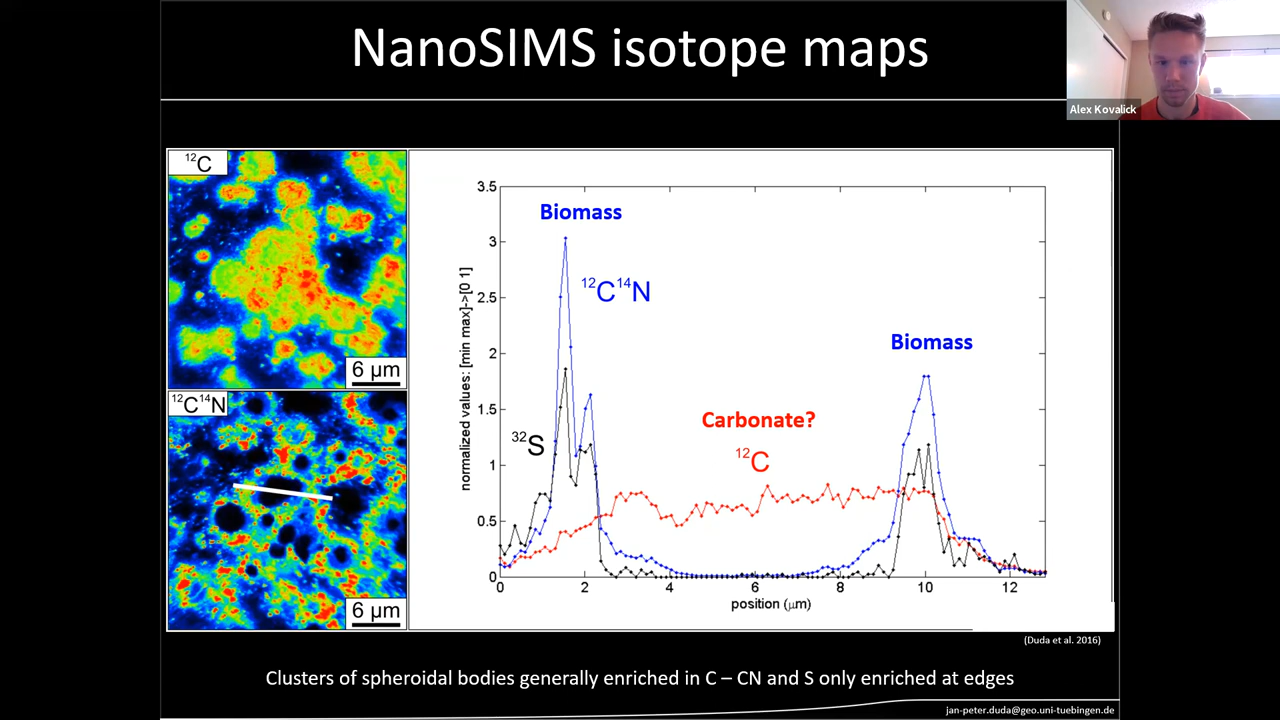 NanoSIMS isotope maps
Alex Kovalick
¹²C
6 µm
¹²C¹⁴N
6 µm
3.5
3
2.5
2
1.5
1
0.5
0
normalized values: [min max]->[0 1]
Biomass
¹²C¹⁴N
Biomass
Carbonate?
¹²C
³²S
0 2 4 6 8 10 12
position (µm)
(Duda et al. 2016)
Clusters of spheroidal bodies generally enriched in C – CN and S only enriched at edges
jan-peter.duda@geo.uni-tuebingen.de